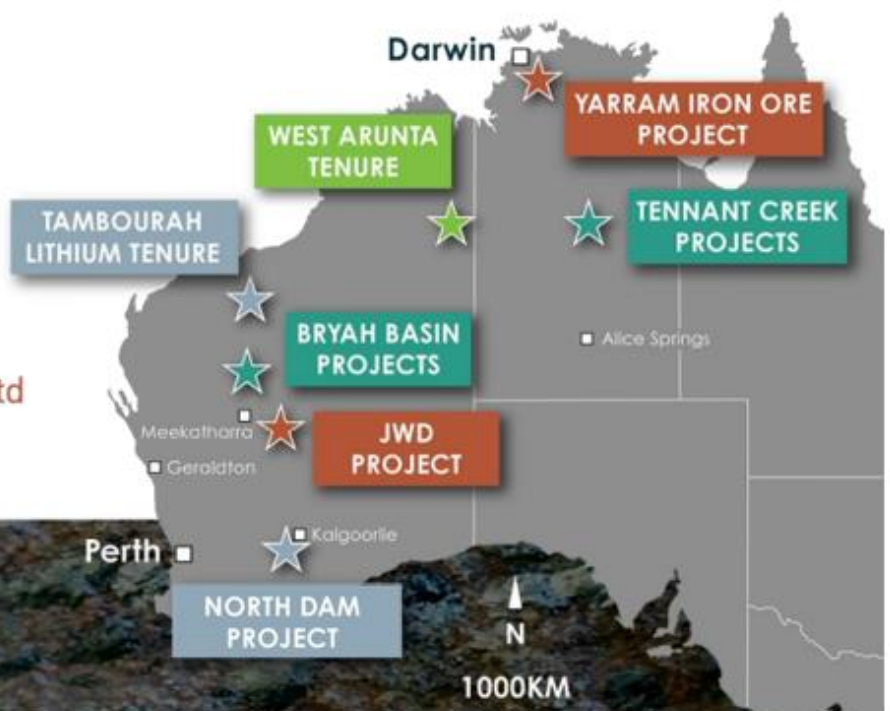 Darwin
YARRAM IRON ORE
PROJECT
WEST ARUNTA
TENURE
TENNANT CREEK
PROJECTS
TAMBOURAH
LITHIUM TENURE
BRYAH BASIN
PROJECTS
Alice Springs
td
Meekatharra
JWD
PROJECT
Geraldton
Kalgoorlie
Perth
NORTH DAM
PROJECT
N
1000KM